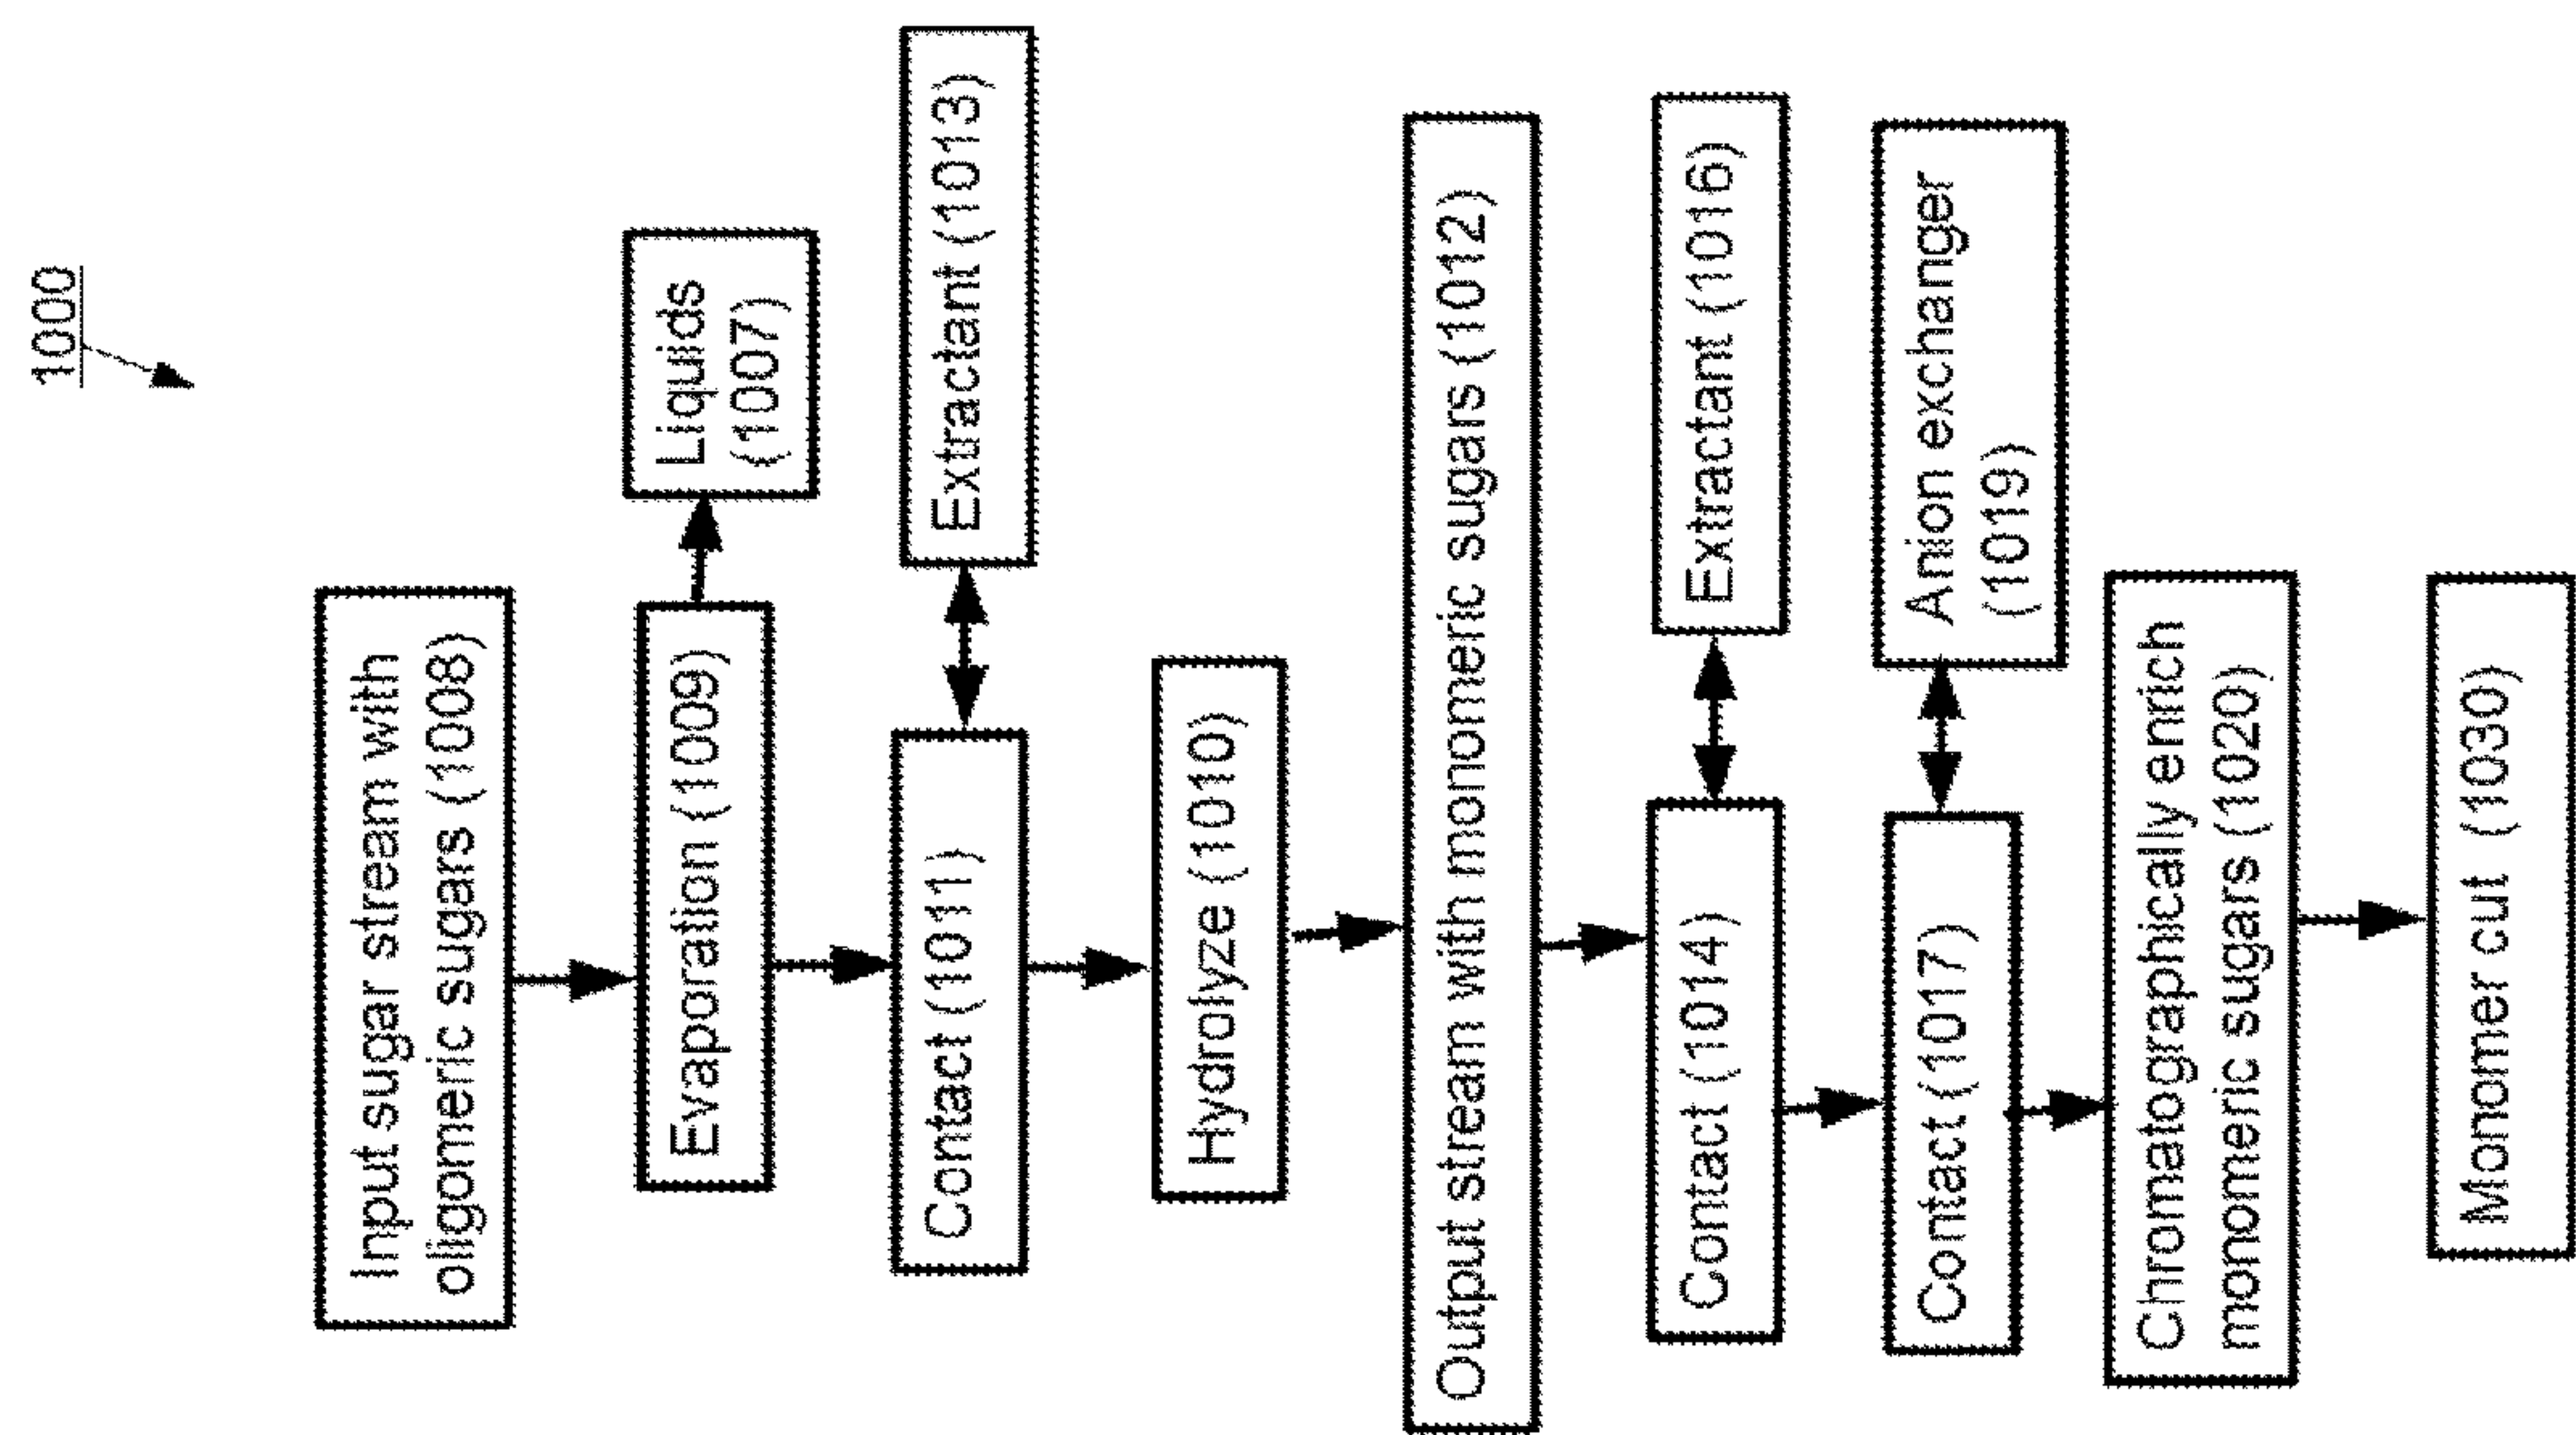 1000
Input sugar stream with
oligomeric sugars (1008)
Evaporation (1009)
Liquids
(1007)
Contact (1011)
Extractant (1013)
Hydrolyze (1010)
Output stream with monomeric sugars (1012)
Contact (1014)
Extractant (1016)
Contact (1017)
Anion exchanger
(1019)
Chromatographically enrich
monomeric sugars (1020)
Monomer cut (1030)